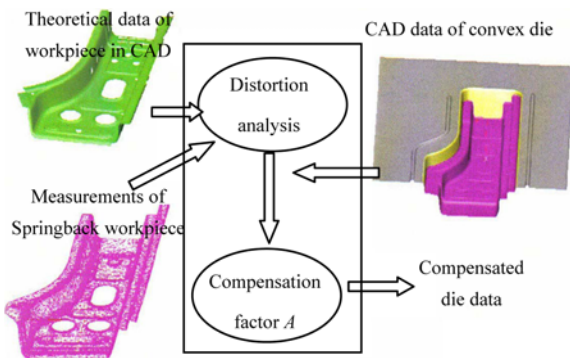 Theoretical data of
workpiece in CAD
CAD data of convex die
Distortion
analysis
Measurements of
Springback workpiece
Compensation
factor A
Compensated
die data